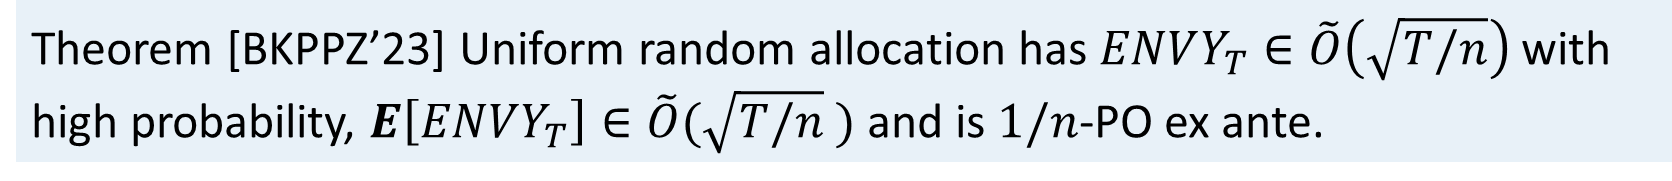 Theorem [BKPPZ’23] Uniform random allocation has 𝐸𝑁𝑉𝑌_𝑇 ∈ Õ(√(𝑇/𝑛)) with
high probability, 𝑬[𝐸𝑁𝑉𝑌_𝑇] ∈ Õ(√(𝑇/𝑛)) and is 1/𝑛-PO ex ante.